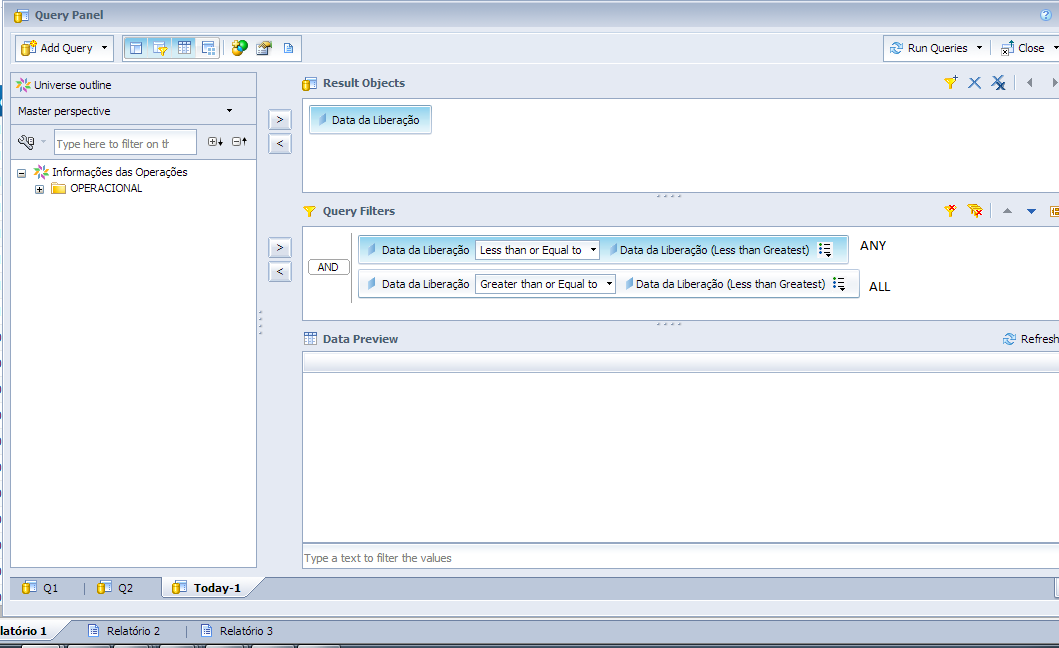 Query Panel
Add Query
Run Queries
Close
Universe outline
Master perspective
Type here to filter on th
Informações das Operações
OPERACIONAL
>
<
Result Objects
Data da Liberação
>
<
Query Filters
AND
Data da Liberação Less than or Equal to Data da Liberação (Less than Greatest) ANY
Data da Liberação Greater than or Equal to Data da Liberação (Less than Greatest) ALL
Data Preview
Refresh
Type a text to filter the values
Q1 Q2 Today-1
latório 1 Relatório 2 Relatório 3